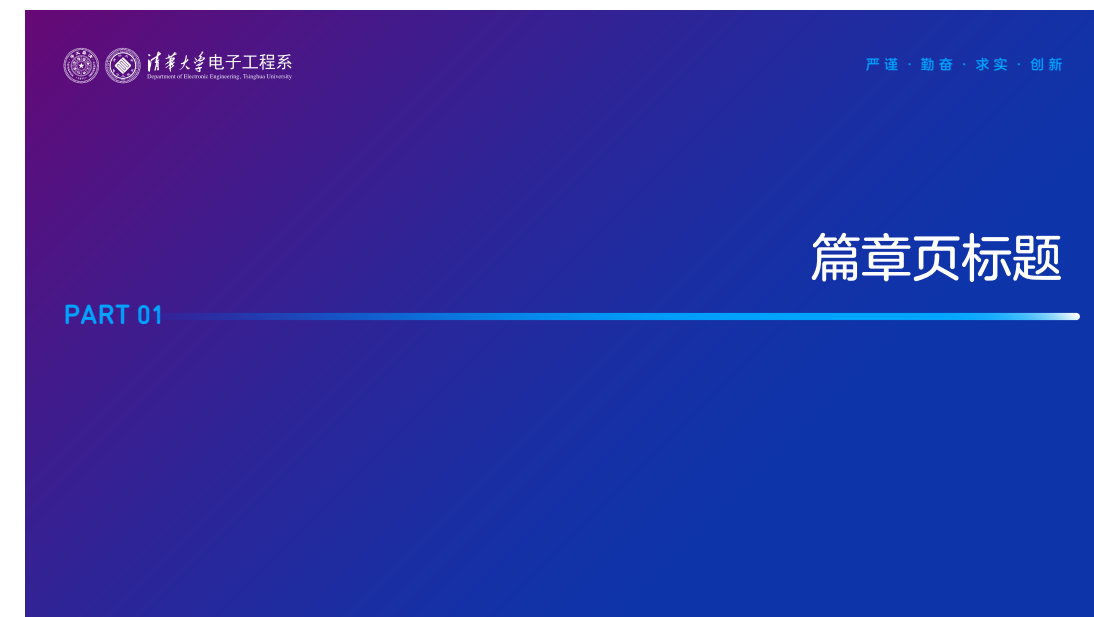 清华大学电子工程系
Department of Electronic Engineering, Tsinghua University
严谨 · 勤奋 · 求实 · 创新
篇章页标题
PART 01